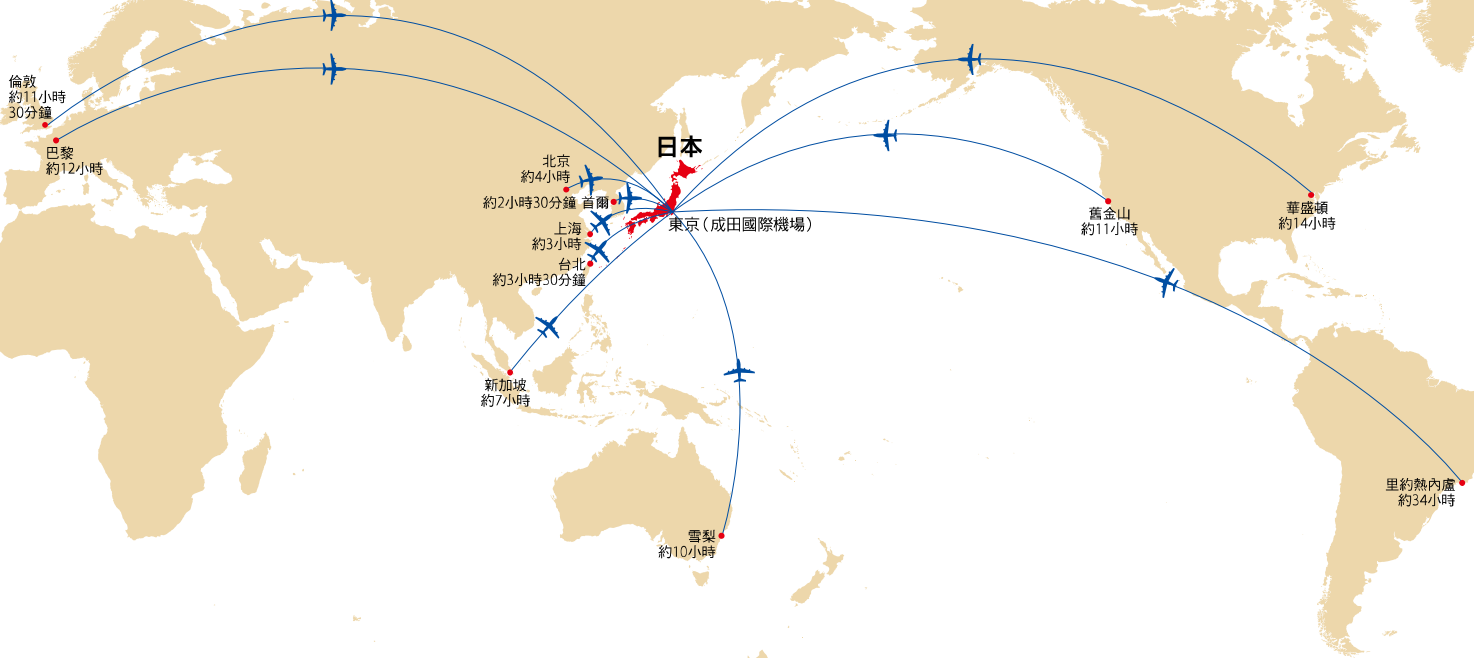 倫敦
約11小時
30分鐘
巴黎
約12小時
日本
北京
約4小時
約2小時30分鐘 首爾
上海
約3小時
台北
約3小時30分鐘
東京（成田國際機場）
新加坡
約7小時
雪梨
約10小時
舊金山
約11小時
華盛頓
約14小時
里約熱內盧
約34小時